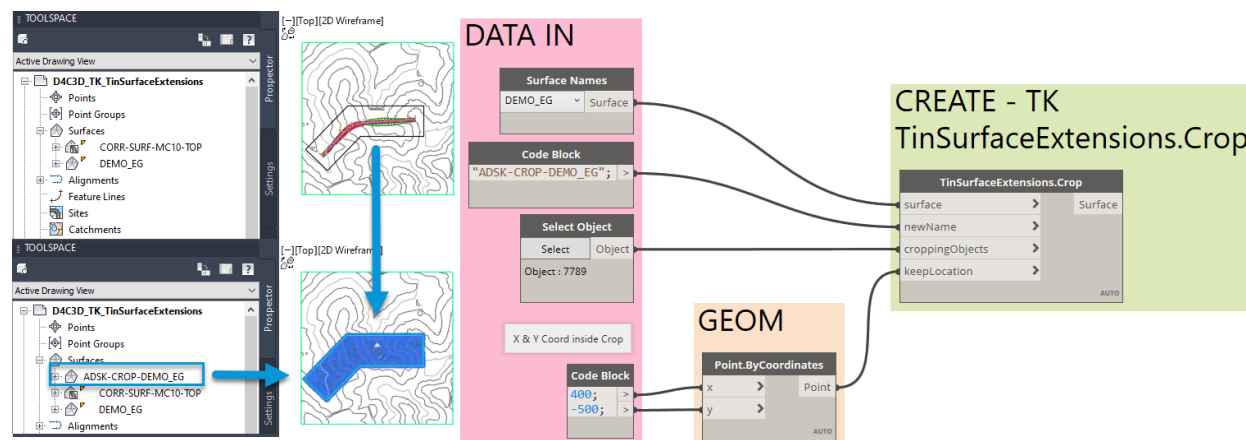 TOOLSPACE
Active Drawing View
D4C3D_TK_TinSurfaceExtensions
Points
Point Groups
Surfaces
CORR-SURF-MC10-TOP
DEMO_EG
Alignments
Feature Lines
Sites
Catchments
Prospector
Settings
[−][Top][2D Wireframe]
TOOLSPACE
Active Drawing View
D4C3D_TK_TinSurfaceExtensions
Points
Point Groups
Surfaces
ADSK-CROP-DEMO_EG
CORR-SURF-MC10-TOP
DEMO_EG
Alignments
Prospector
Settings
[−][Top][2D Wireframe]
DATA IN
Surface Names
DEMO_EG Surface
Code Block
"ADSK-CROP-DEMO_EG"; >
Select Object
Select Object
Object : 7789
X & Y Coord inside Crop
Code Block
400; >
-500; >
GEOM
Point.ByCoordinates
x > Point
y >
AUTO
CREATE - TK
TinSurfaceExtensions.Crop
TinSurfaceExtensions.Crop
surface > Surface
newName >
croppingObjects >
keepLocation >
AUTO